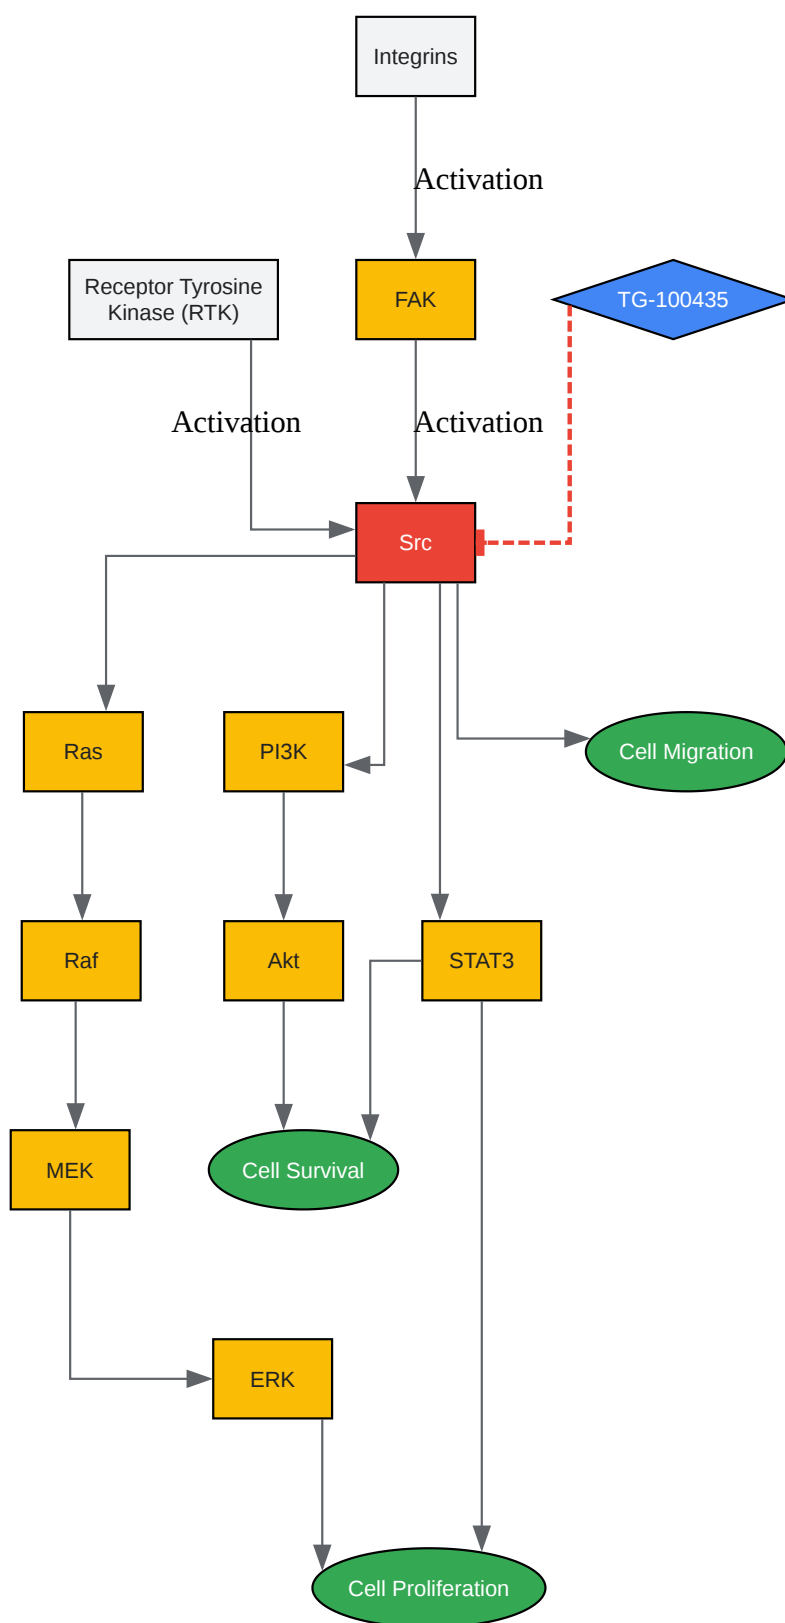 Integrins
Activation
Receptor Tyrosine
Kinase (RTK)
FAK
TG-100435
Activation
Activation
Src
Ras
PI3K
Cell Migration
Raf
Akt
STAT3
MEK
Cell Survival
ERK
Cell Proliferation